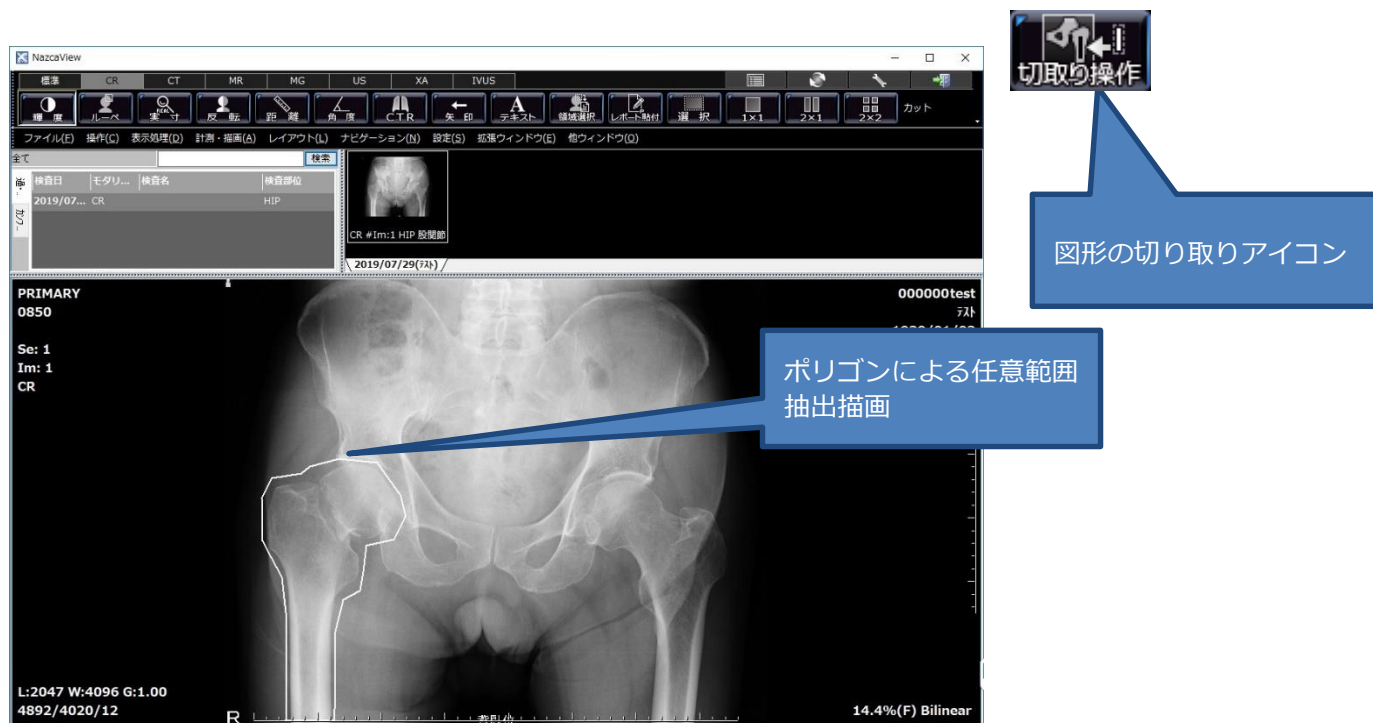 切取り操作
NazcaView
標準 CR CT MR MG US XA IVUS
輝 度 ルーペ 実 寸 反 転 距 離 角 度 CTR 矢 印 テキスト 領域選択 レポート貼付 選 択 1×1 2×1 2×2 カット
ファイル(F) 操作(C) 表示処理(D) 計測・描画(A) レイアウト(L) ナビゲーション(N) 設定(S) 拡張ウィンドウ(E) 他ウィンドウ(O)
全て 検索
検査日 モダリ... 検査名 検査部位
2019/07... CR HIP
CR #Im:1 HIP 股関節
2019/07/29(ﾃｽﾄ)
図形の切り取りアイコン
PRIMARY
0850
000000test
ﾃｽﾄ
Se: 1
Im: 1
CR
ポリゴンによる任意範囲
抽出描画
L:2047 W:4096 G:1.00
4892/4020/12
R
14.4%(F) Bilinear